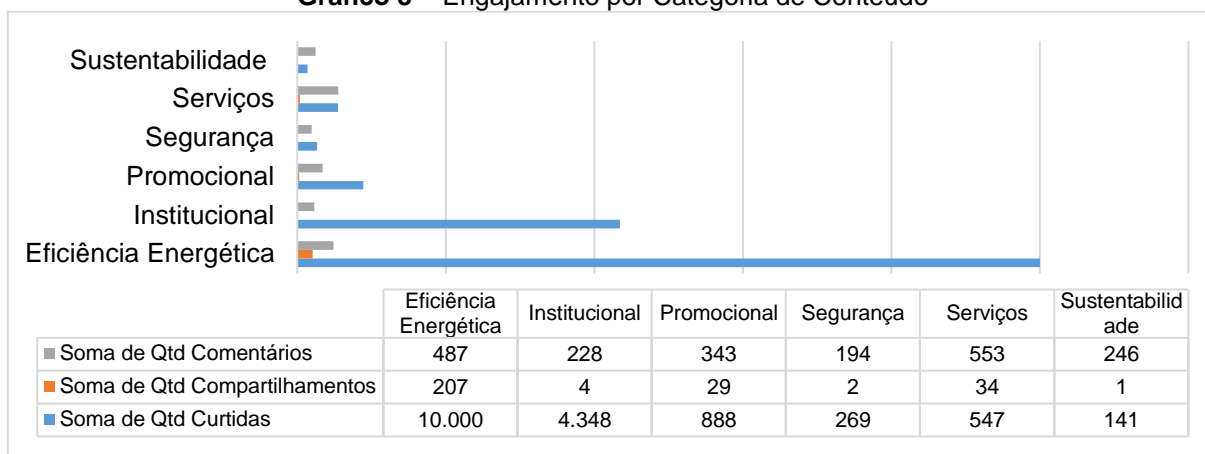 Gráfico 8 – Engajamento por Categoria de Conteúdo
Sustentabilidade
Serviços
Segurança
Promocional
Institucional
Eficiência Energética
Eficiência Energética Institucional Promocional Segurança Serviços Sustentabilidade
Soma de Qtd Comentários 487 228 343 194 553 246
Soma de Qtd Compartilhamentos 207 4 29 2 34 1
Soma de Qtd Curtidas 10.000 4.348 888 269 547 141